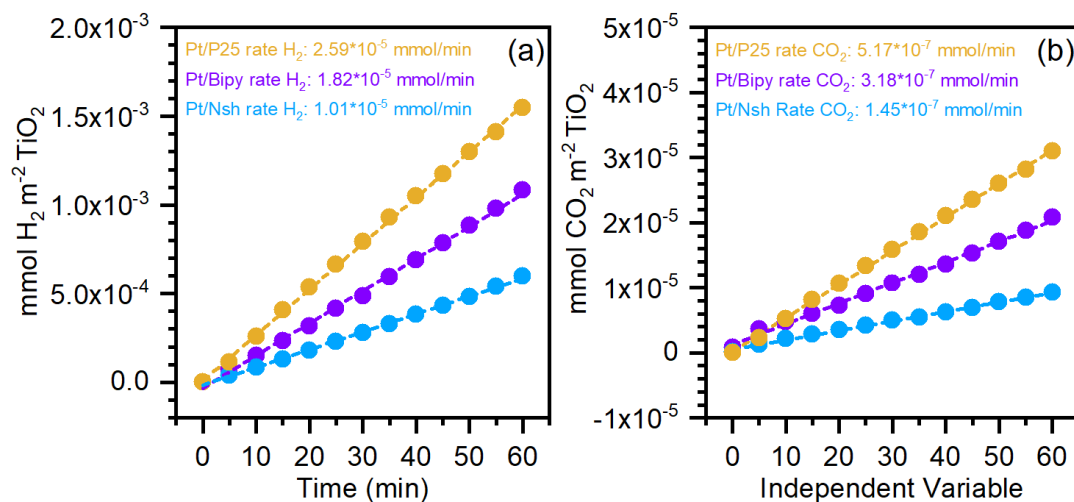 (a)
Pt/P25 rate H₂: 2.59*10⁻⁵ mmol/min
Pt/Bipy rate H₂: 1.82*10⁻⁵ mmol/min
Pt/Nsh rate H₂: 1.01*10⁻⁵ mmol/min
mmol H₂ m⁻² TiO₂
2.0x10⁻³
1.5x10⁻³
1.0x10⁻³
5.0x10⁻⁴
0.0
0 10 20 30 40 50 60
Time (min)
(b)
Pt/P25 rate CO₂: 5.17*10⁻⁷ mmol/min
Pt/Bipy rate CO₂: 3.18*10⁻⁷ mmol/min
Pt/Nsh Rate CO₂: 1.45*10⁻⁷ mmol/min
mmol CO₂ m⁻² TiO₂
5x10⁻⁵
4x10⁻⁵
3x10⁻⁵
2x10⁻⁵
1x10⁻⁵
0
-1x10⁻⁵
0 10 20 30 40 50 60
Independent Variable